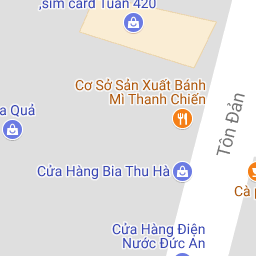 ,sim card Tuấn 420
Cơ Sở Sản Xuất Bánh
Mì Thanh Chiến
a Quả
Tôn Đản
Cửa Hàng Bia Thu Hà
Cà
Cửa Hàng Điện
Nước Đức An